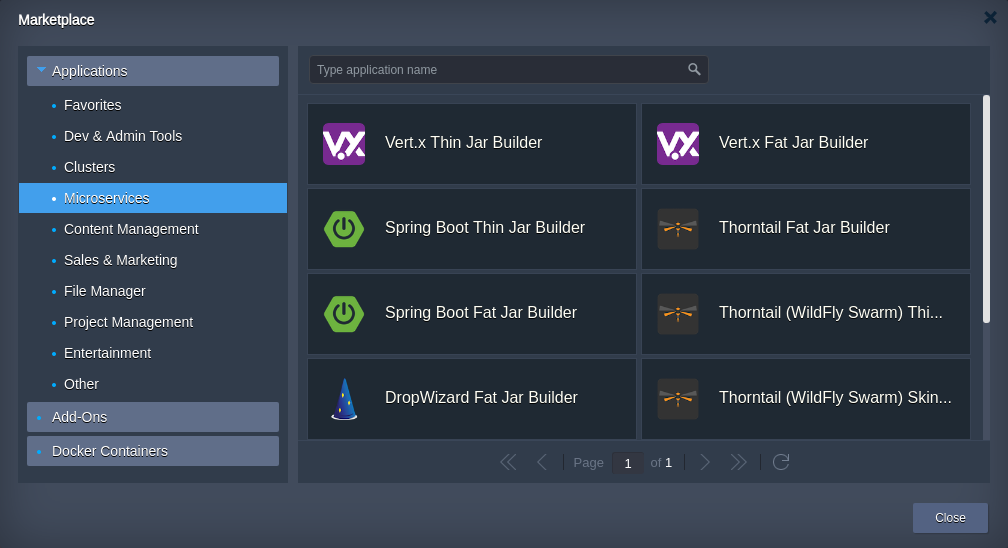 Marketplace
Applications
Favorites
Dev & Admin Tools
Clusters
Microservices
Content Management
Sales & Marketing
File Manager
Project Management
Entertainment
Other
Add-Ons
Docker Containers
Type application name
Vert.x Thin Jar Builder
Vert.x Fat Jar Builder
Spring Boot Thin Jar Builder
Thorntail Fat Jar Builder
Spring Boot Fat Jar Builder
Thorntail (WildFly Swarm) Thi...
DropWizard Fat Jar Builder
Thorntail (WildFly Swarm) Skin...
Page 1 of 1
Close